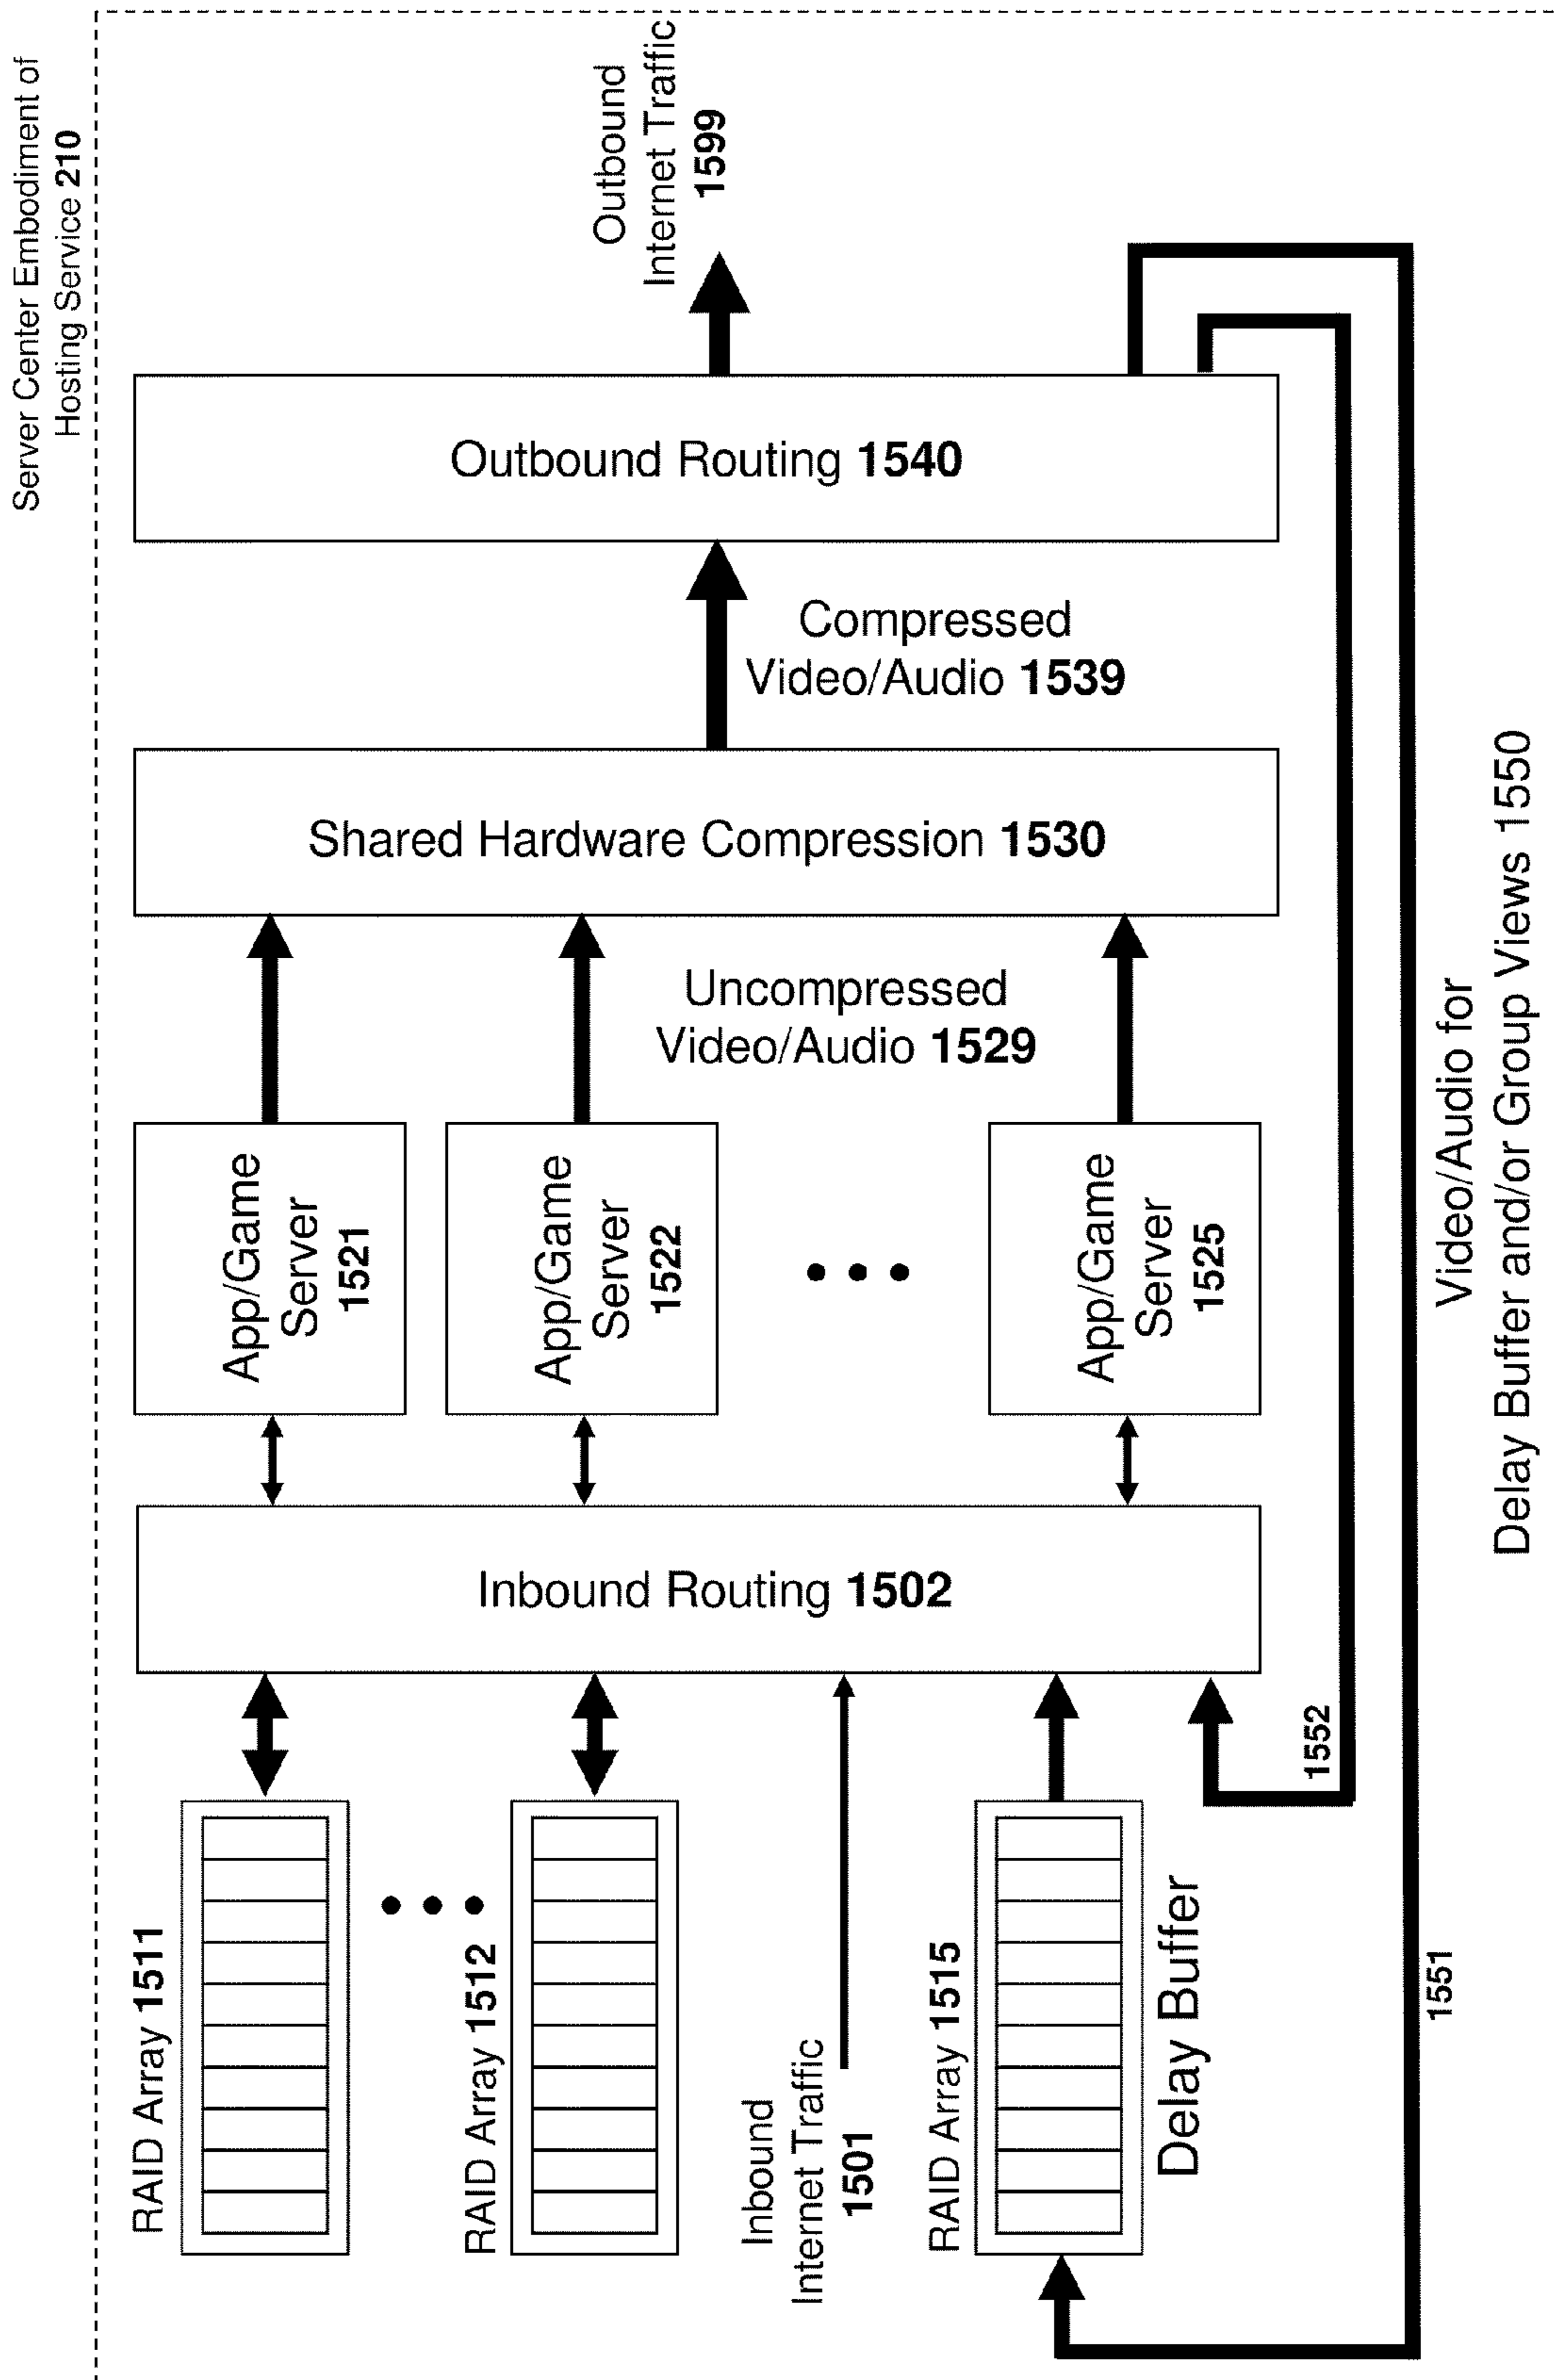 Server Center Embodiment of
Hosting Service 210
RAID Array 1511
RAID Array 1512
Inbound
Internet Traffic
1501
RAID Array 1515
Delay Buffer
Inbound Routing 1502
App/Game
Server
1521
App/Game
Server
1522
App/Game
Server
1525
Uncompressed
Video/Audio 1529
Shared Hardware Compression 1530
Compressed
Video/Audio 1539
Outbound Routing 1540
Outbound
Internet Traffic
1599
1552
1551
Video/Audio for
Delay Buffer and/or Group Views 1550